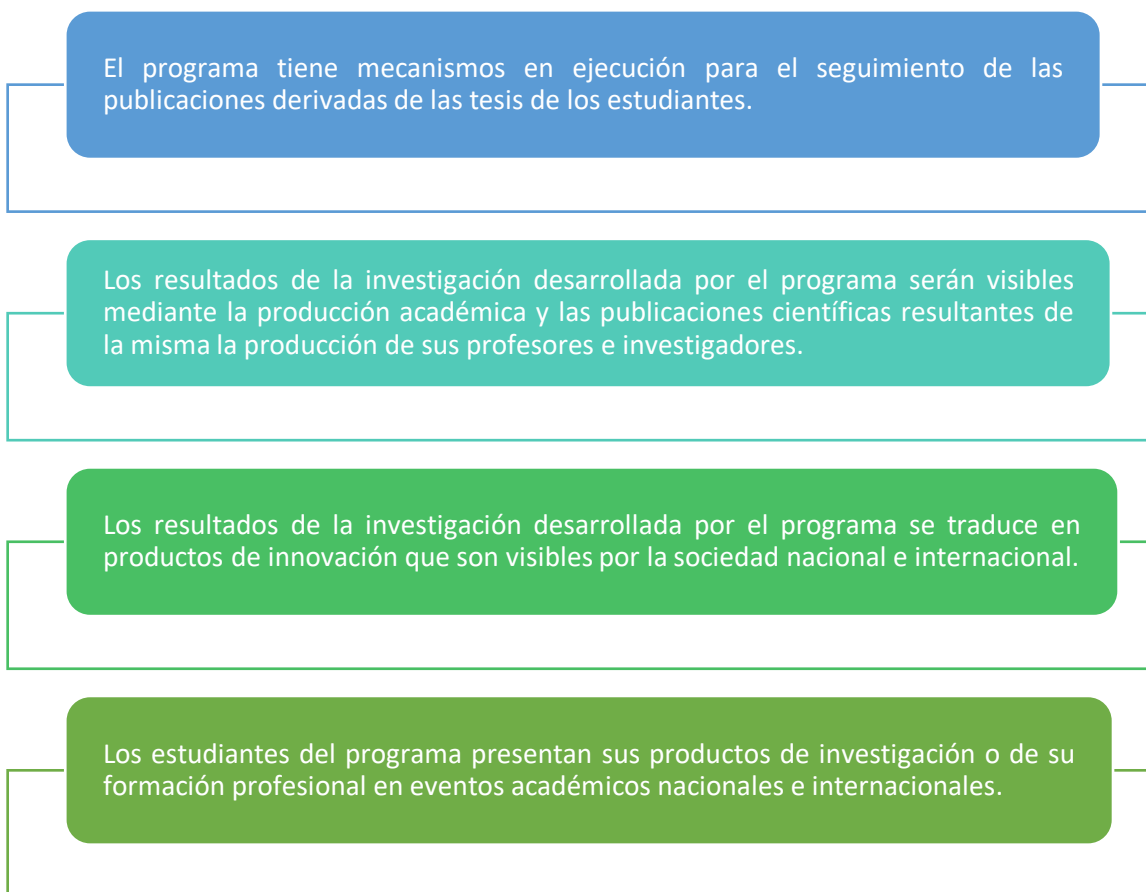 El programa tiene mecanismos en ejecución para el seguimiento de las
publicaciones derivadas de las tesis de los estudiantes.
Los resultados de la investigación desarrollada por el programa serán visibles
mediante la producción académica y las publicaciones científicas resultantes de
la misma la producción de sus profesores e investigadores.
Los resultados de la investigación desarrollada por el programa se traduce en
productos de innovación que son visibles por la sociedad nacional e internacional.
Los estudiantes del programa presentan sus productos de investigación o de su
formación profesional en eventos académicos nacionales e internacionales.